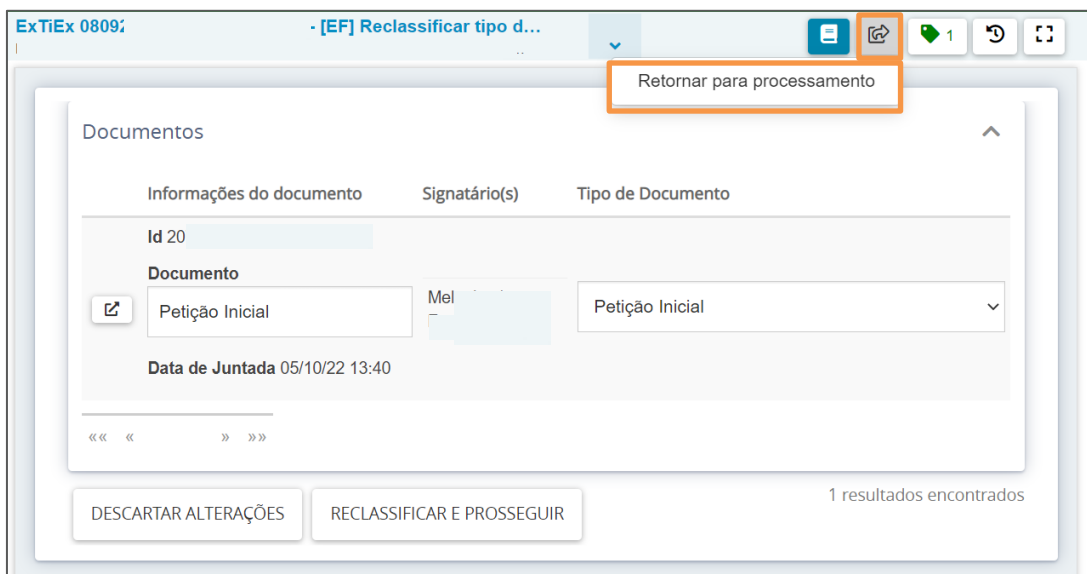 ExTiEx 0809
- [EF] Reclassificar tipo d...
1
Retornar para processamento
Documentos
Informações do documento Signatário(s) Tipo de Documento
Id 20
Documento
Petição Inicial
Mel
Petição Inicial
Data de Juntada 05/10/22 13:40
«« « » »»
DESCARTAR ALTERAÇÕES RECLASSIFICAR E PROSSEGUIR
1 resultados encontrados